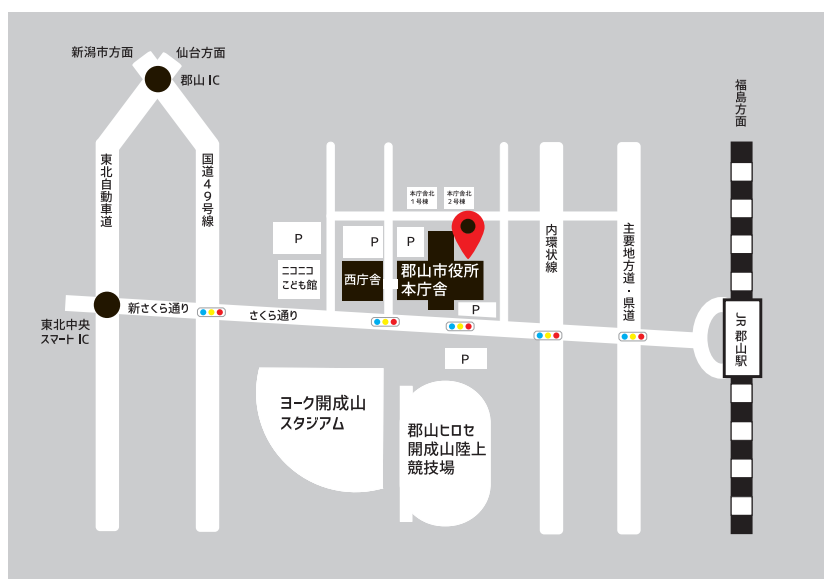 新潟市方面
仙台方面
郡山 IC
福島方面
東北自動車道
国道49号線
本庁舎北
1号棟
本庁舎北
2号棟
P
P
P
内環状線
主要地方道・県道
ニコニコ
こども館
西庁舎
郡山市役所
本庁舎
新さくら通り
さくら通り
P
東北中央
スマート IC
JR郡山駅
P
ヨーク開成山
スタジアム
郡山ヒロセ
開成山陸上
競技場